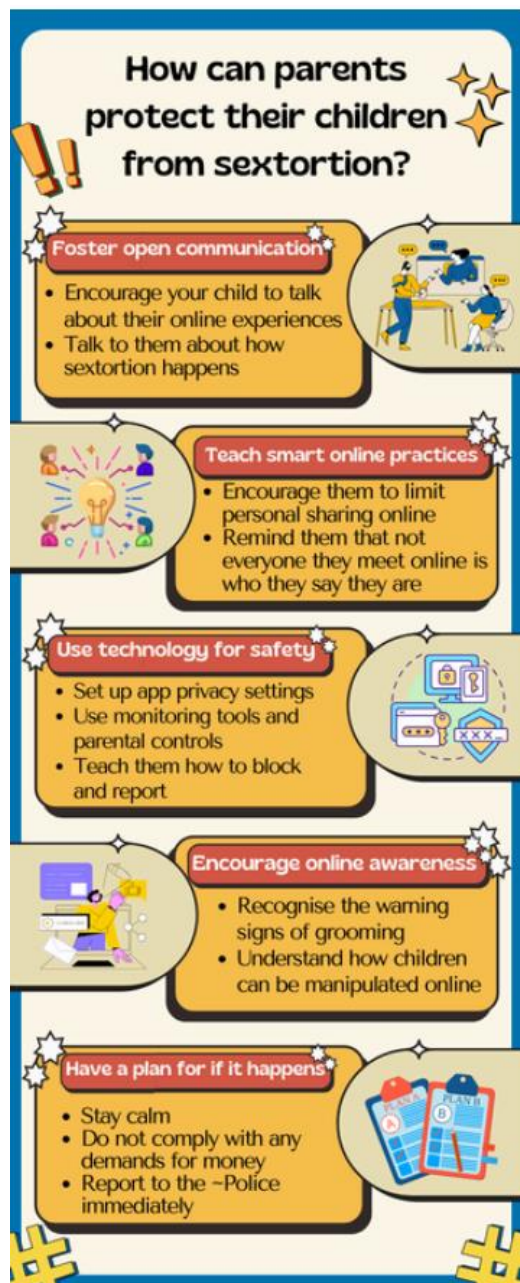 How can parents
protect their children
from sextortion?
Foster open communication
• Encourage your child to talk
about their online experiences
• Talk to them about how
sextortion happens
Teach smart online practices
• Encourage them to limit
personal sharing online
• Remind them that not
everyone they meet online is
who they say they are
Use technology for safety
• Set up app privacy settings
• Use monitoring tools and
parental controls
• Teach them how to block
and report
Encourage online awareness
• Recognise the warning
signs of grooming
• Understand how children
can be manipulated online
Have a plan for if it happens
• Stay calm
• Do not comply with any
demands for money
• Report to the ~Police
immediately
PLAN A
A
PLAN B
B